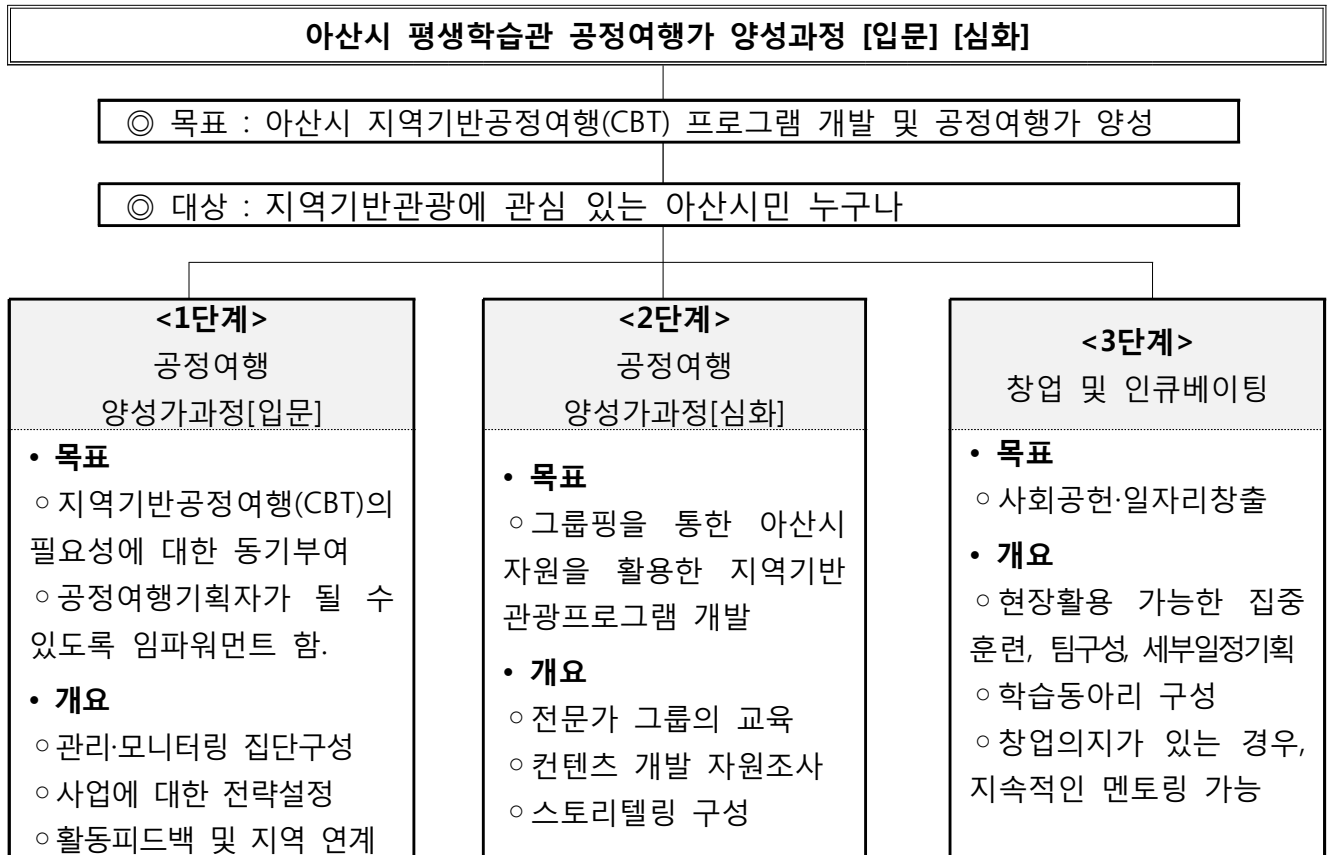 아산시 평생학습관 공정여행가 양성과정 [입문] [심화]
◎ 목표 : 아산시 지역기반공정여행(CBT) 프로그램 개발 및 공정여행가 양성
◎ 대상 : 지역기반관광에 관심 있는 아산시민 누구나
<1단계>
공정여행
양성가과정[입문]
• 목표
○지역기반공정여행(CBT)의
필요성에 대한 동기부여
○공정여행기획자가 될 수
있도록 임파워먼트 함.
• 개요
○관리·모니터링 집단구성
○사업에 대한 전략설정
○활동피드백 및 지역 연계
<2단계>
공정여행
양성가과정[심화]
• 목표
○그룹핑을 통한 아산시
자원을 활용한 지역기반
관광프로그램 개발
• 개요
○전문가 그룹의 교육
○컨텐츠 개발 자원조사
○스토리텔링 구성
<3단계>
창업 및 인큐베이팅
• 목표
○사회공헌·일자리창출
• 개요
○현장활용 가능한 집중
훈련, 팀구성, 세부일정기획
○학습동아리 구성
○창업의지가 있는 경우,
지속적인 멘토링 가능